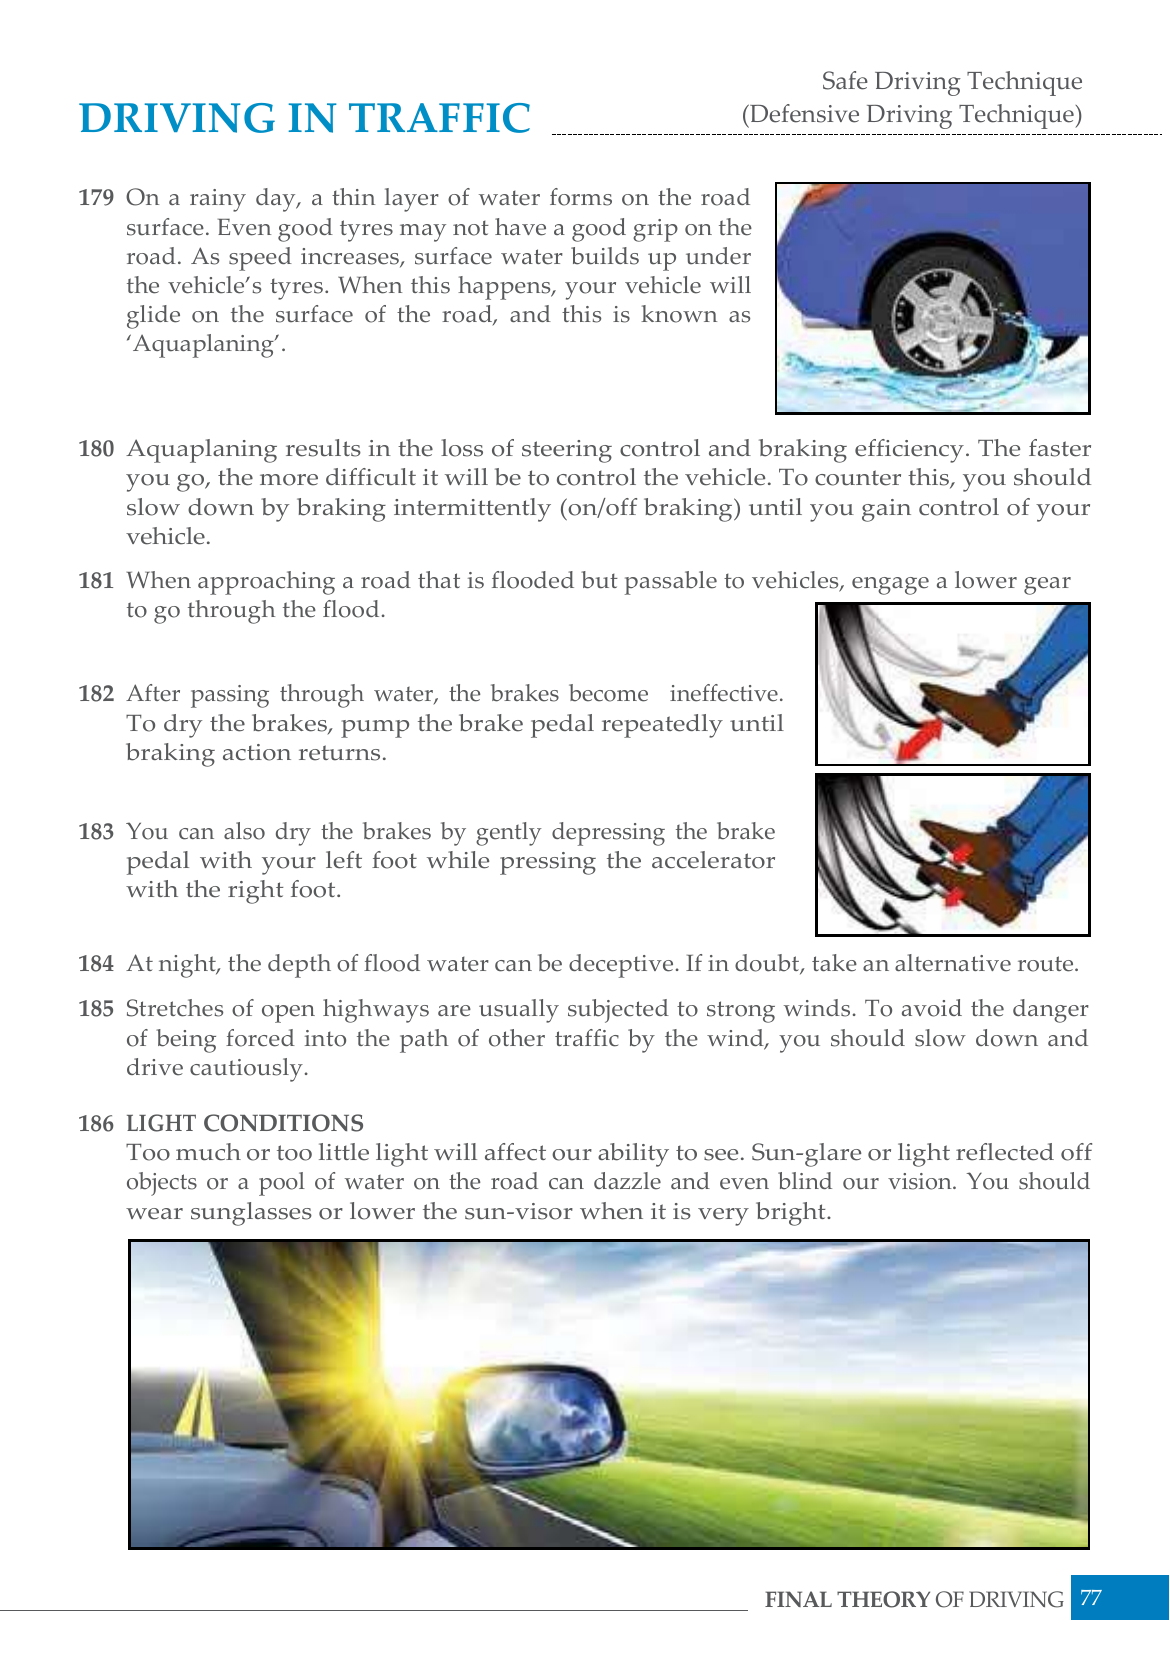 Safe Driving Technique
DRIVING IN TRAFFIC
(Defensive Driving Technique)
179 On a rainy day, a thin layer of water forms on the road
surface. Even good tyres may not have a good grip on the
road. As speed increases, surface water builds up under
the vehicle’s tyres. When this happens, your vehicle will
glide on the surface of the road, and this is known as
‘Aquaplaning’.
180 Aquaplaning results in the loss of steering control and braking efficiency. The faster
you go, the more difficult it will be to control the vehicle. To counter this, you should
slow down by braking intermittently (on/off braking) until you gain control of your
vehicle.
181 When approaching a road that is flooded but passable to vehicles, engage a lower gear
to go through the flood.
182 After passing through water, the brakes become ineffective.
To dry the brakes, pump the brake pedal repeatedly until
braking action returns.
183 You can also dry the brakes by gently depressing the brake
pedal with your left foot while pressing the accelerator
with the right foot.
184 At night, the depth of flood water can be deceptive. If in doubt, take an alternative route.
185 Stretches of open highways are usually subjected to strong winds. To avoid the danger
of being forced into the path of other traffic by the wind, you should slow down and
drive cautiously.
186 LIGHT CONDITIONS
Too much or too little light will affect our ability to see. Sun-glare or light reflected off
objects or a pool of water on the road can dazzle and even blind our vision. You should
wear sunglasses or lower the sun-visor when it is very bright.
FINAL THEORY OF DRIVING 77